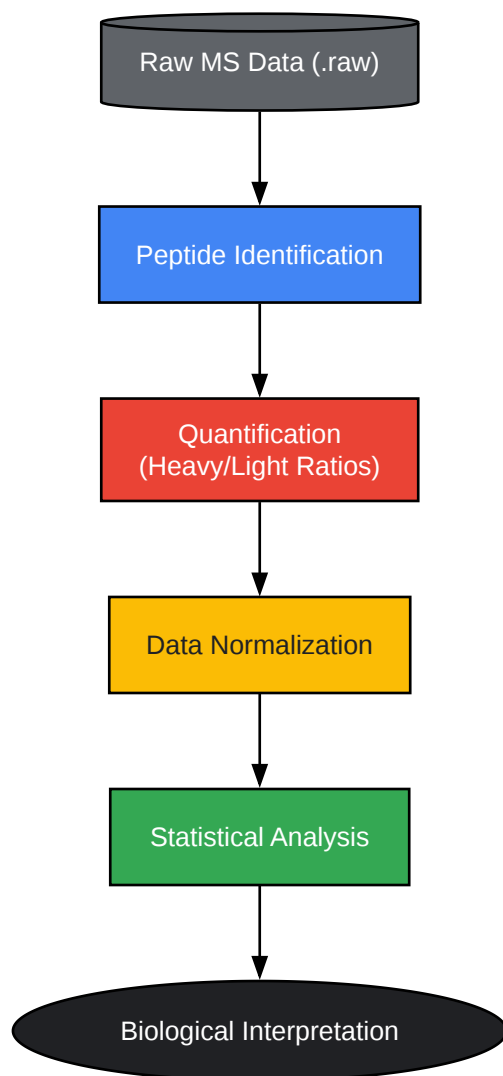 Raw MS Data (.raw)
Peptide Identification
Quantification
(Heavy/Light Ratios)
Data Normalization
Statistical Analysis
Biological Interpretation